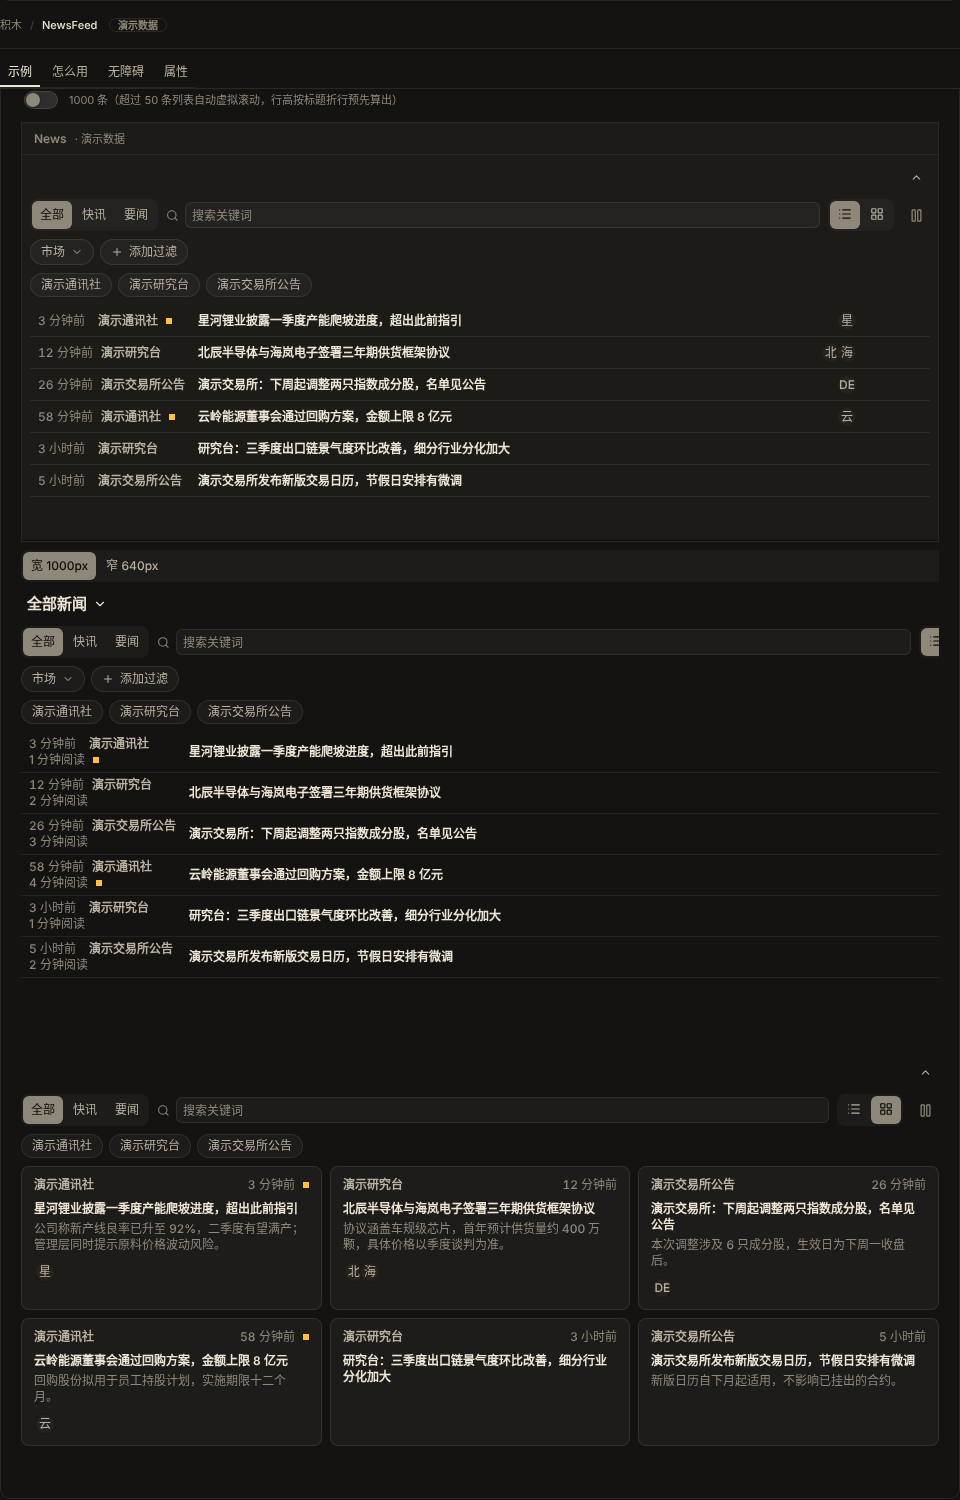 积木 / NewsFeed 演示数据
示例 怎么用 无障碍 属性
1000 条（超过 50 条列表自动虚拟滚动，行高按标题折行预先算出）
News · 演示数据
全部 快讯 要闻 搜索关键词
市场 + 添加过滤
演示通讯社 演示研究台 演示交易所公告
3 分钟前 演示通讯社 星河锂业披露一季度产能爬坡进度，超出此前指引 星
12 分钟前 演示研究台 北辰半导体与海岚电子签署三年期供货框架协议 北 海
26 分钟前 演示交易所公告 演示交易所：下周起调整两只指数成分股，名单见公告 DE
58 分钟前 演示通讯社 云岭能源董事会通过回购方案，金额上限 8 亿元 云
3 小时前 演示研究台 研究台：三季度出口链景气度环比改善，细分行业分化加大
5 小时前 演示交易所公告 演示交易所发布新版交易日历，节假日安排有微调
宽 1000px 窄 640px
全部新闻
全部 快讯 要闻 搜索关键词
市场 + 添加过滤
演示通讯社 演示研究台 演示交易所公告
3 分钟前 演示通讯社
1 分钟阅读
星河锂业披露一季度产能爬坡进度，超出此前指引
12 分钟前 演示研究台
2 分钟阅读
北辰半导体与海岚电子签署三年期供货框架协议
26 分钟前 演示交易所公告
3 分钟阅读
演示交易所：下周起调整两只指数成分股，名单见公告
58 分钟前 演示通讯社
4 分钟阅读
云岭能源董事会通过回购方案，金额上限 8 亿元
3 小时前 演示研究台
1 分钟阅读
研究台：三季度出口链景气度环比改善，细分行业分化加大
5 小时前 演示交易所公告
2 分钟阅读
演示交易所发布新版交易日历，节假日安排有微调
全部 快讯 要闻 搜索关键词
演示通讯社 演示研究台 演示交易所公告
演示通讯社 3 分钟前
星河锂业披露一季度产能爬坡进度，超出此前指引
公司称新产线良率已升至 92%，二季度有望满产；
管理层同时提示原料价格波动风险。
星
演示研究台 12 分钟前
北辰半导体与海岚电子签署三年期供货框架协议
协议涵盖车规级芯片，首年预计供货量约 400 万
颗，具体价格以季度谈判为准。
北 海
演示交易所公告 26 分钟前
演示交易所：下周起调整两只指数成分股，名单见
公告
本次调整涉及 6 只成分股，生效日为下周一收盘
后。
DE
演示通讯社 58 分钟前
云岭能源董事会通过回购方案，金额上限 8 亿元
回购股份拟用于员工持股计划，实施期限十二个
月。
云
演示研究台 3 小时前
研究台：三季度出口链景气度环比改善，细分行业
分化加大
演示交易所公告 5 小时前
演示交易所发布新版交易日历，节假日安排有微调
新版日历自下月起适用，不影响已挂出的合约。